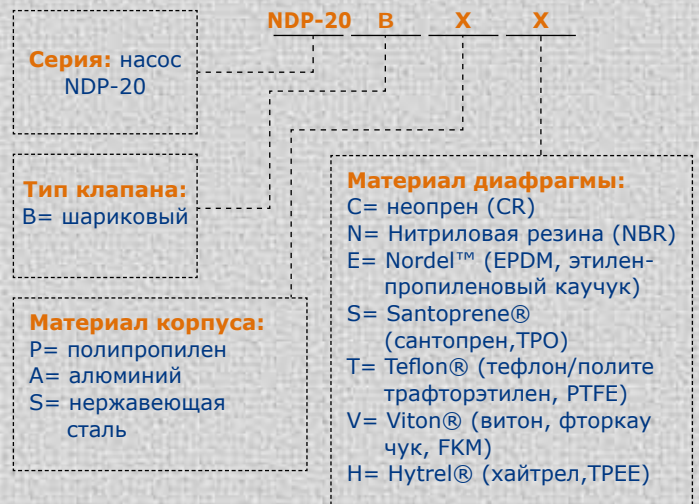 NDP-20 B X X
Серия: насос
NDP-20
Тип клапана:
B= шариковый
Материал корпуса:
P= полипропилен
A= алюминий
S= нержавеющая
сталь
Материал диафрагмы:
C= неопрен (CR)
N= Нитриловая резина (NBR)
E= Nordel™ (EPDM, этилен-
пропиленовый каучук)
S= Santoprene®
(сантопрен,TPO)
T= Teflon® (тефлон/полите
трафторэтилен, PTFE)
V= Viton® (витон, фторкау
чук, FKM)
H= Hytrel® (хайтрел,TPEE)